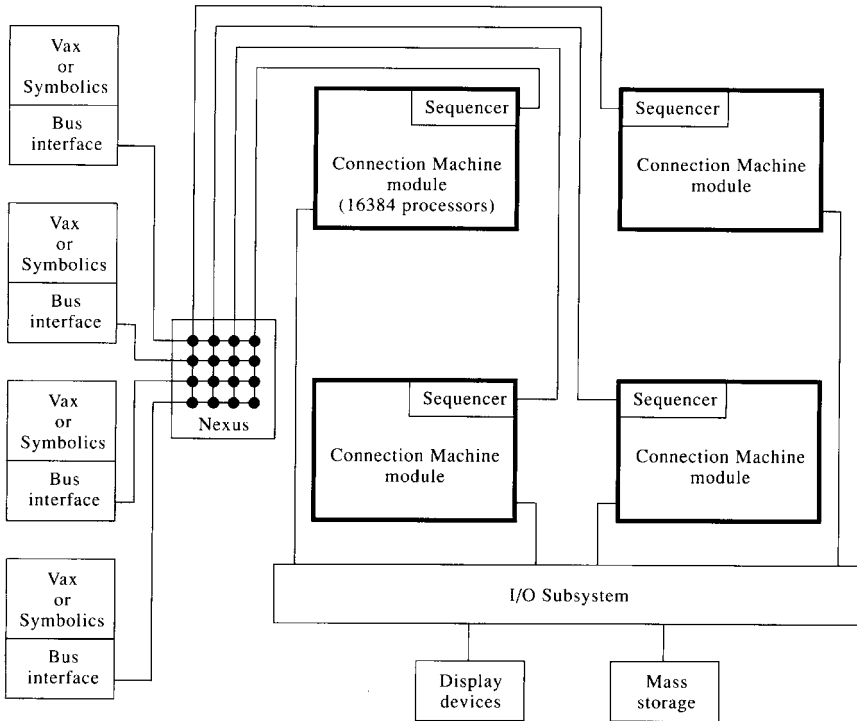 Vax
or
Symbolics
Bus
interface
Vax
or
Symbolics
Bus
interface
Vax
or
Symbolics
Bus
interface
Vax
or
Symbolics
Bus
interface
Nexus
Sequencer
Connection Machine
module
(16384 processors)
Sequencer
Connection Machine
module
Sequencer
Connection Machine
module
Sequencer
Connection Machine
module
I/O Subsystem
Display
devices
Mass
storage